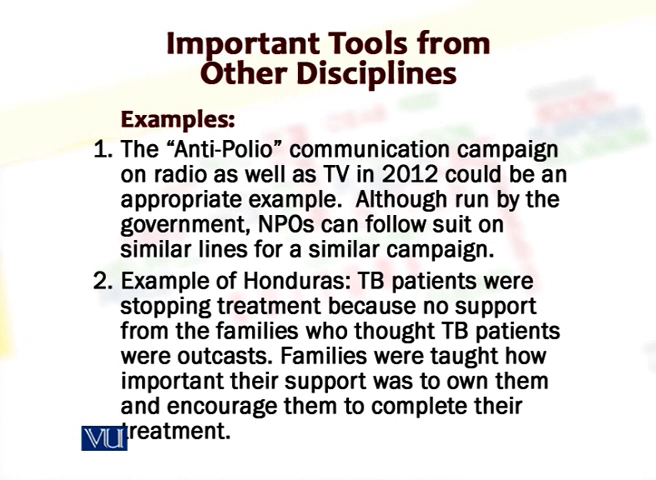 Important Tools from
Other Disciplines
Examples:
1. The “Anti-Polio” communication campaign
on radio as well as TV in 2012 could be an
appropriate example.  Although run by the
government, NPOs can follow suit on
similar lines for a similar campaign.
2. Example of Honduras: TB patients were
stopping treatment because no support
from the families who thought TB patients
were outcasts. Families were taught how
important their support was to own them
and encourage them to complete their
treatment.
VU